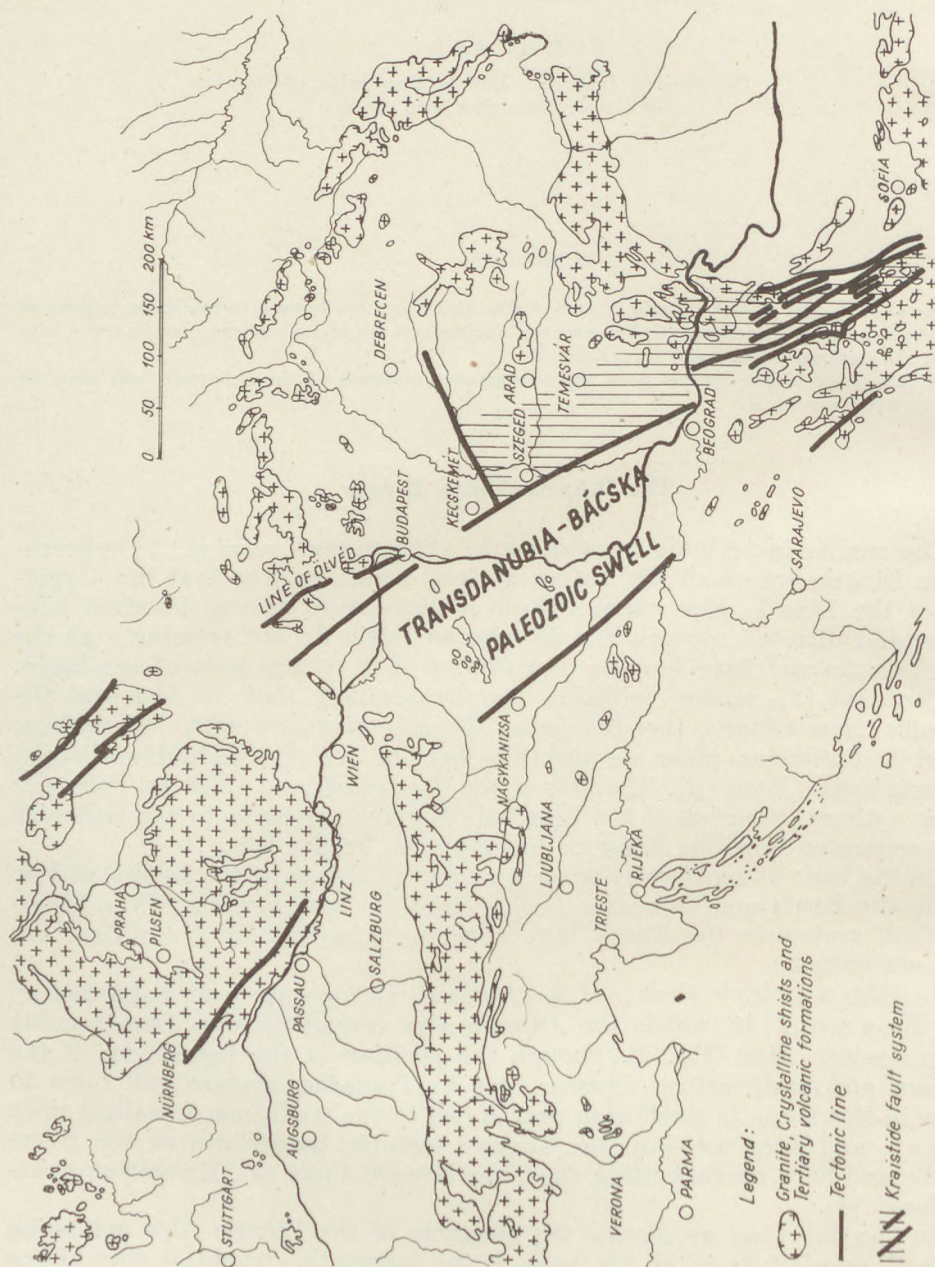 0 50 100 150 200 km
DEBRECEN
SZEGED
ARAD
TEMESVÁR
SOFIA
BUDAPEST
KECSKEMÉT
BEOGRAD
SARAJEVO
LINE OF ÖLVED
TRANSDANUBIA-BÁCSKA
PALEOZOIC SWELL
WIEN
NAGYKANIZSA
LJUBLJANA
RIJEKA
TRIESTE
PRAHA
PILSEN
LINZ
SALZBURG
PASSAU
NÜRNBERG
AUGSBURG
STUTTGART
VERONA
PARMA
Legend:
Granite, Crystalline shists and
Tertiary volcanic formations
Tectonic line
Kraistide fault system